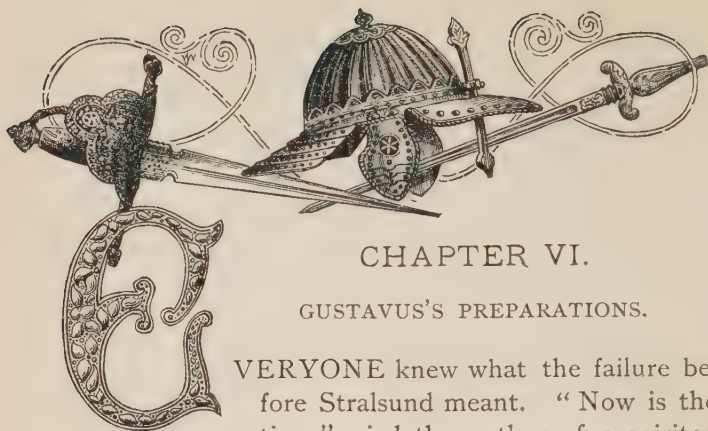 CHAPTER VI.
GUSTAVUS'S PREPARATIONS.
EVERYONE knew what the failure be-
fore Stralsund meant. "Now is the